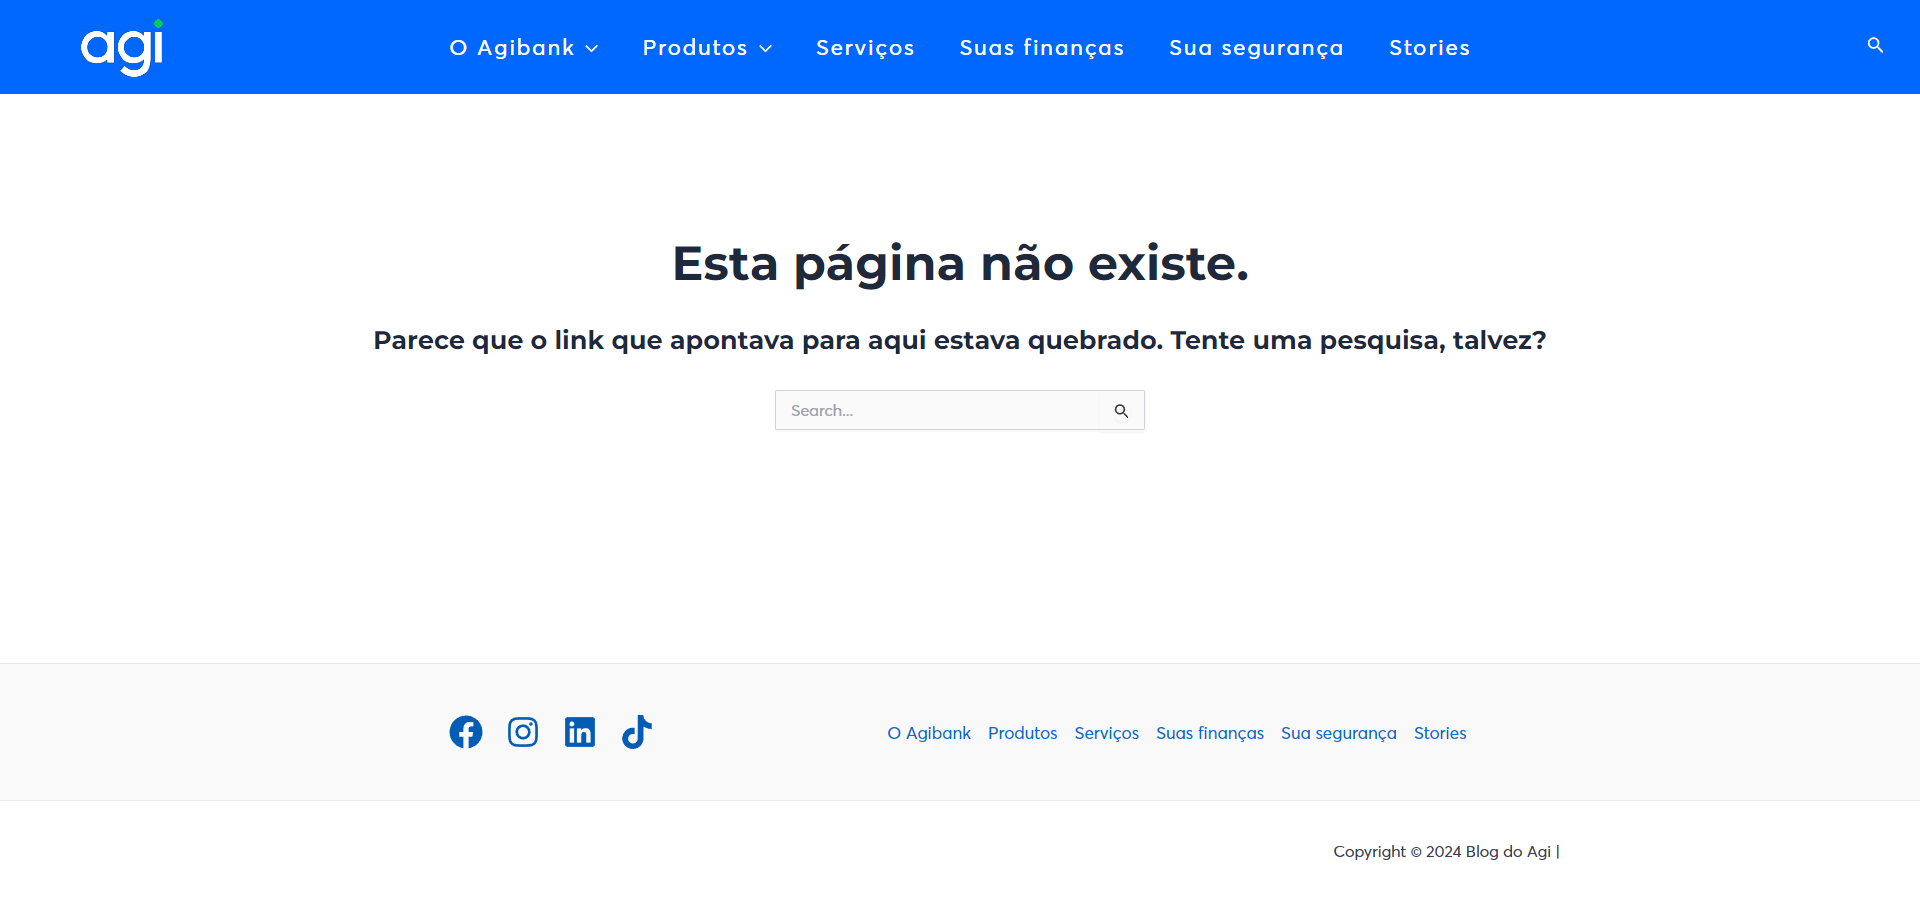 agi
O Agibank
Produtos
Serviços
Suas finanças
Sua segurança
Stories
Esta página não existe.
Parece que o link que apontava para aqui estava quebrado. Tente uma pesquisa, talvez?
Search...
O Agibank
Produtos
Serviços
Suas finanças
Sua segurança
Stories
Copyright © 2024 Blog do Agi |